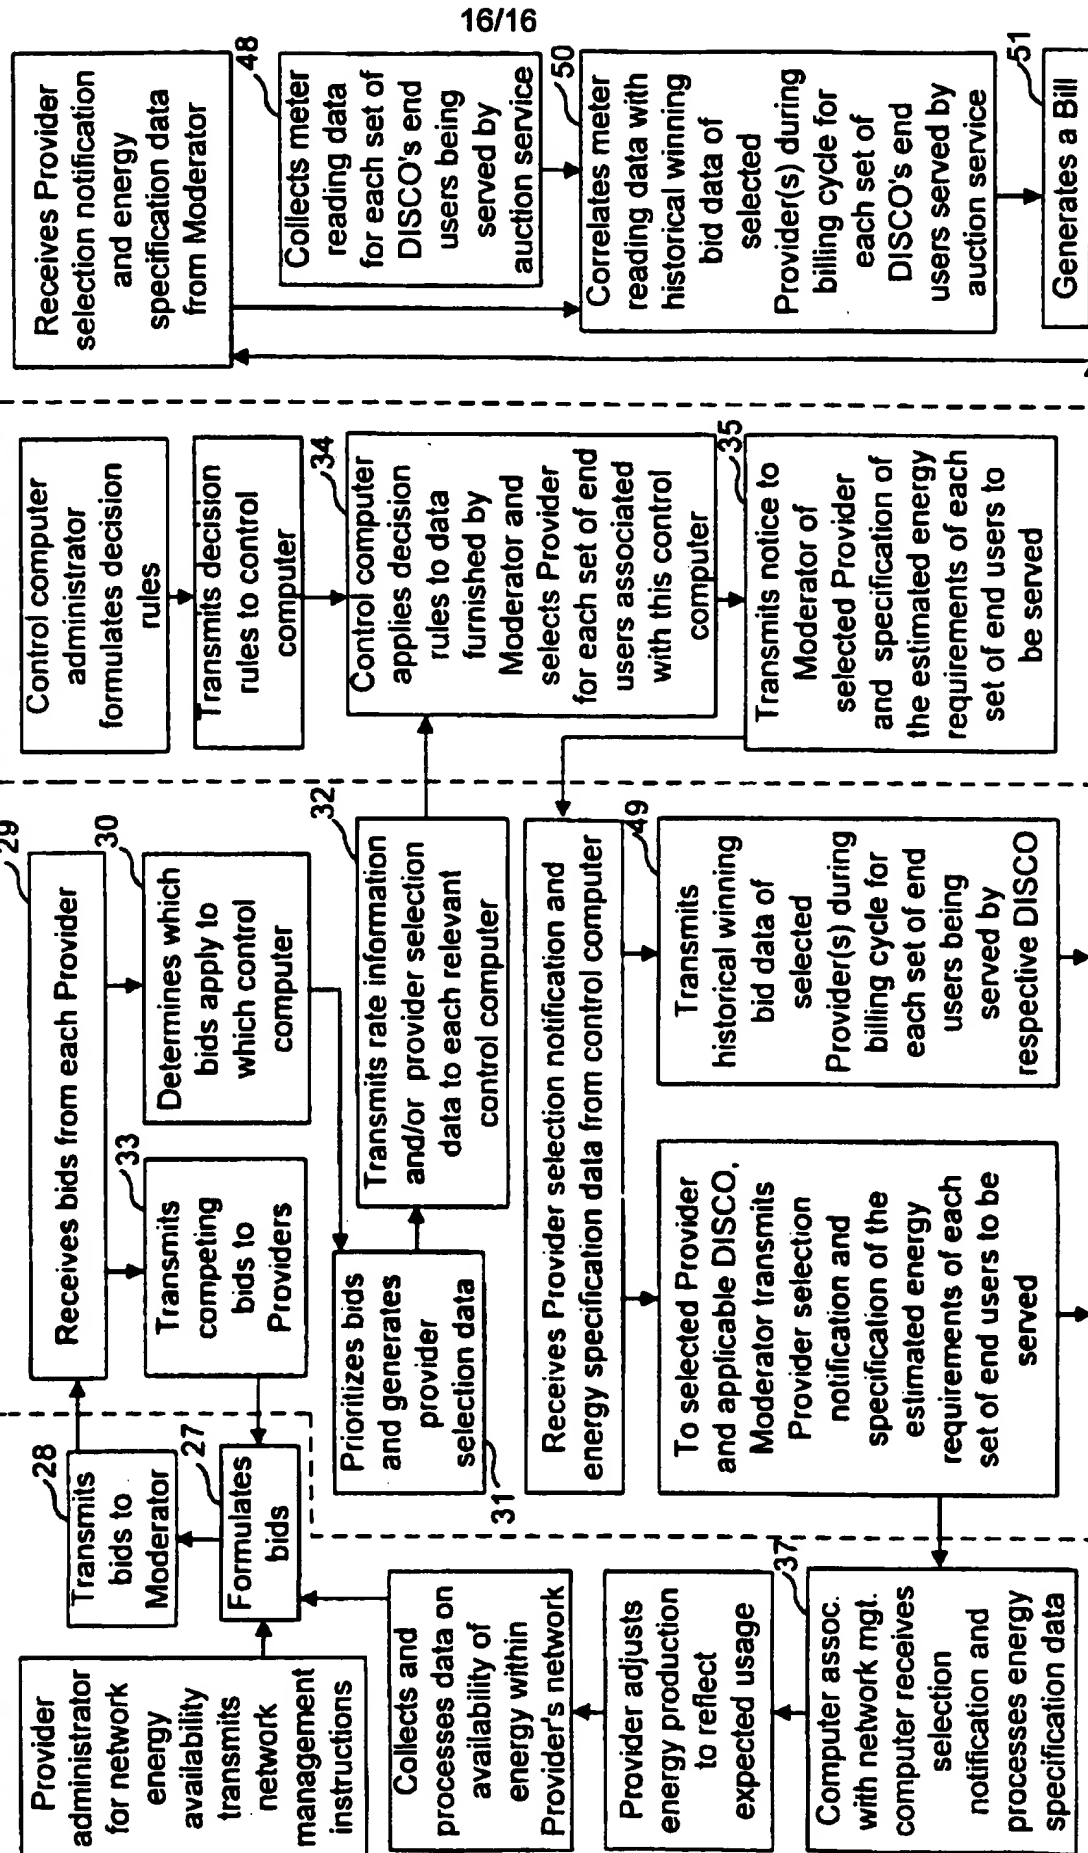 16/16
Provider
administrator
for network
energy
availability
transmits
network
management
instructions
28
Transmits
bids to
Moderator
27
Formulates
bids
Collects and
processes data on
availability of
energy within
Provider's network
Provider adjusts
energy production
to reflect
expected usage
37
Computer assoc.
with network mgt.
computer receives
selection
notification and
processes energy
specification data
29
Receives bids from each Provider
33
Transmits
competing
bids to
Providers
30
Determines which
bids apply to
which control
computer
Prioritizes bids
and generates
provider
selection data
31
32
Transmits rate information
and/or provider selection
data to each relevant
control computer
Receives Provider selection notification and
energy specification data from control computer
To selected Provider
and applicable DISCO,
Moderator transmits
Provider selection
notification and
specification of the
estimated energy
requirements of each
set of end users to be
served
49
Transmits
historical winning
bid data of
selected
Provider(s) during
billing cycle for
each set of end
users being
served by
respective DISCO
Control computer
administrator
formulates decision
rules
Transmits decision
rules to control
computer
34
Control computer
applies decision
rules to data
furnished by
Moderator and
selects Provider
for each set of end
users associated
with this control
computer
35
Transmits notice to
Moderator of
selected Provider
and specification of
the estimated energy
requirements of each
set of end users to
be served
Receives Provider
selection notification
and energy
specification data
from Moderator
48
Collects meter
reading data
for each set of
DISCO's end
users being
served by
auction service
50
Correlates meter
reading data with
historical winning
bid data of
selected
Provider(s) during
billing cycle for
each set of
DISCO's end
users served by
auction service
51
Generates a Bill